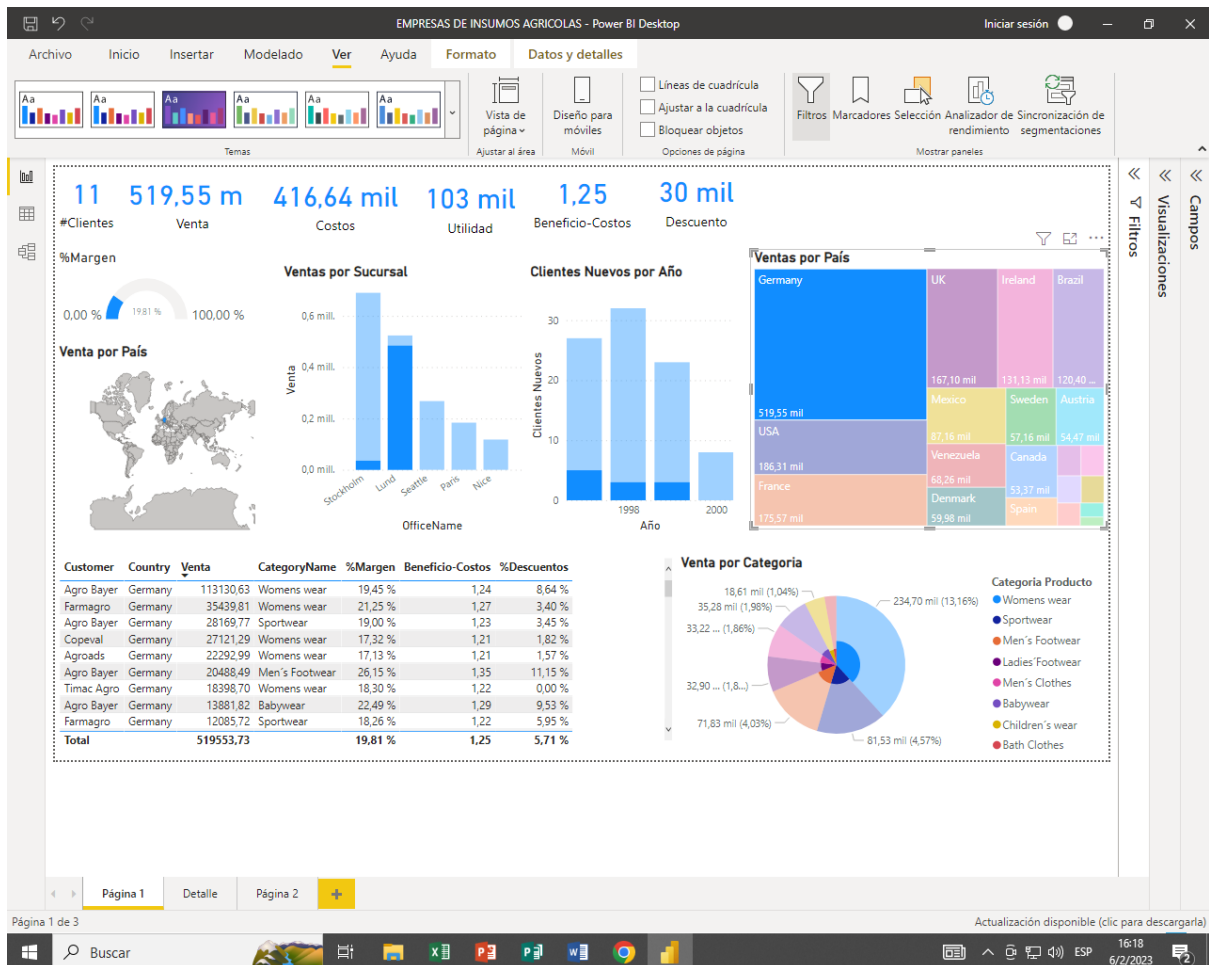 EMPRESAS DE INSUMOS AGRICOLAS - Power BI Desktop
Iniciar sesión
Archivo Inicio Insertar Modelado Ver Ayuda Formato Datos y detalles
Aa Aa Aa Aa Aa Aa
Temas
Vista de página
Ajustar al área
Diseño para móviles
Móvil
Líneas de cuadrícula
Ajustar a la cuadrícula
Bloquear objetos
Opciones de página
Filtros Marcadores Selección Analizador de rendimiento Sincronización de segmentaciones
Mostrar paneles
11 519,55 m 416,64 mil 103 mil 1,25 30 mil
#Clientes Venta Costos Utilidad Beneficio-Costos Descuento
Filtros
Visualizaciones
Campos
%Margen
0,00 % 19,81 % 100,00 %
Venta por País
Ventas por Sucursal
Venta
0,6 mill.
0,4 mill.
0,2 mill.
0,0 mill.
Stockholm Lund Seattle Paris Nice
OfficeName
Clientes Nuevos por Año
Clientes Nuevos
30
20
10
0
1998 2000
Año
Ventas por País
Germany
519,55 mil
USA
186,31 mil
France
175,57 mil
UK
167,10 mil
Ireland
131,13 mil
Brazil
120,40 ...
Mexico
87,16 mil
Sweden
57,16 mil
Austria
54,47 mil
Venezuela
68,26 mil
Canada
53,37 mil
Denmark
59,98 mil
Spain
Customer Country Venta CategoryName %Margen Beneficio-Costos %Descuentos
Agro Bayer Germany 113130,63 Womens wear 19,45 % 1,24 8,64 %
Farmagro Germany 35439,81 Womens wear 21,25 % 1,27 3,40 %
Agro Bayer Germany 28169,77 Sportwear 19,00 % 1,23 3,45 %
Copeval Germany 27121,29 Womens wear 17,32 % 1,21 1,82 %
Agroads Germany 22292,99 Womens wear 17,13 % 1,21 1,57 %
Agro Bayer Germany 20488,49 Men´s Footwear 26,15 % 1,35 11,15 %
Timac Agro Germany 18398,70 Womens wear 18,30 % 1,22 0,00 %
Agro Bayer Germany 13881,82 Babywear 22,49 % 1,29 9,53 %
Farmagro Germany 12085,72 Sportwear 18,26 % 1,22 5,95 %
Total 519553,73 19,81 % 1,25 5,71 %
Venta por Categoria
18,61 mil (1,04%)
35,28 mil (1,98%)
33,22 ... (1,86%)
32,90 ... (1,8...)
71,83 mil (4,03%)
81,53 mil (4,57%)
234,70 mil (13,16%)
Categoria Producto
Womens wear
Sportwear
Men´s Footwear
Ladies´Footwear
Men´s Clothes
Babywear
Children´s wear
Bath Clothes
Página 1 Detalle Página 2 +
Página 1 de 3
Actualización disponible (clic para descargarla)
Buscar
ESP
16:18
6/2/2023
2